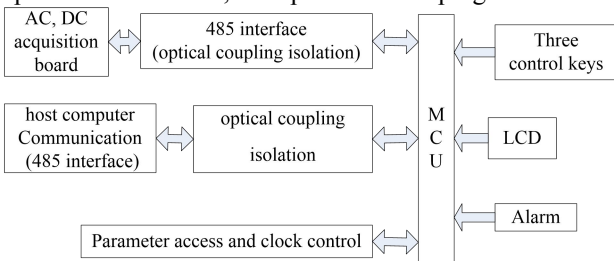 AC, DC
acquisition
board
485 interface
(optical coupling isolation)
Three
control keys
host computer
Communication
(485 interface)
optical coupling
isolation
M
C
U
LCD
Alarm
Parameter access and clock control